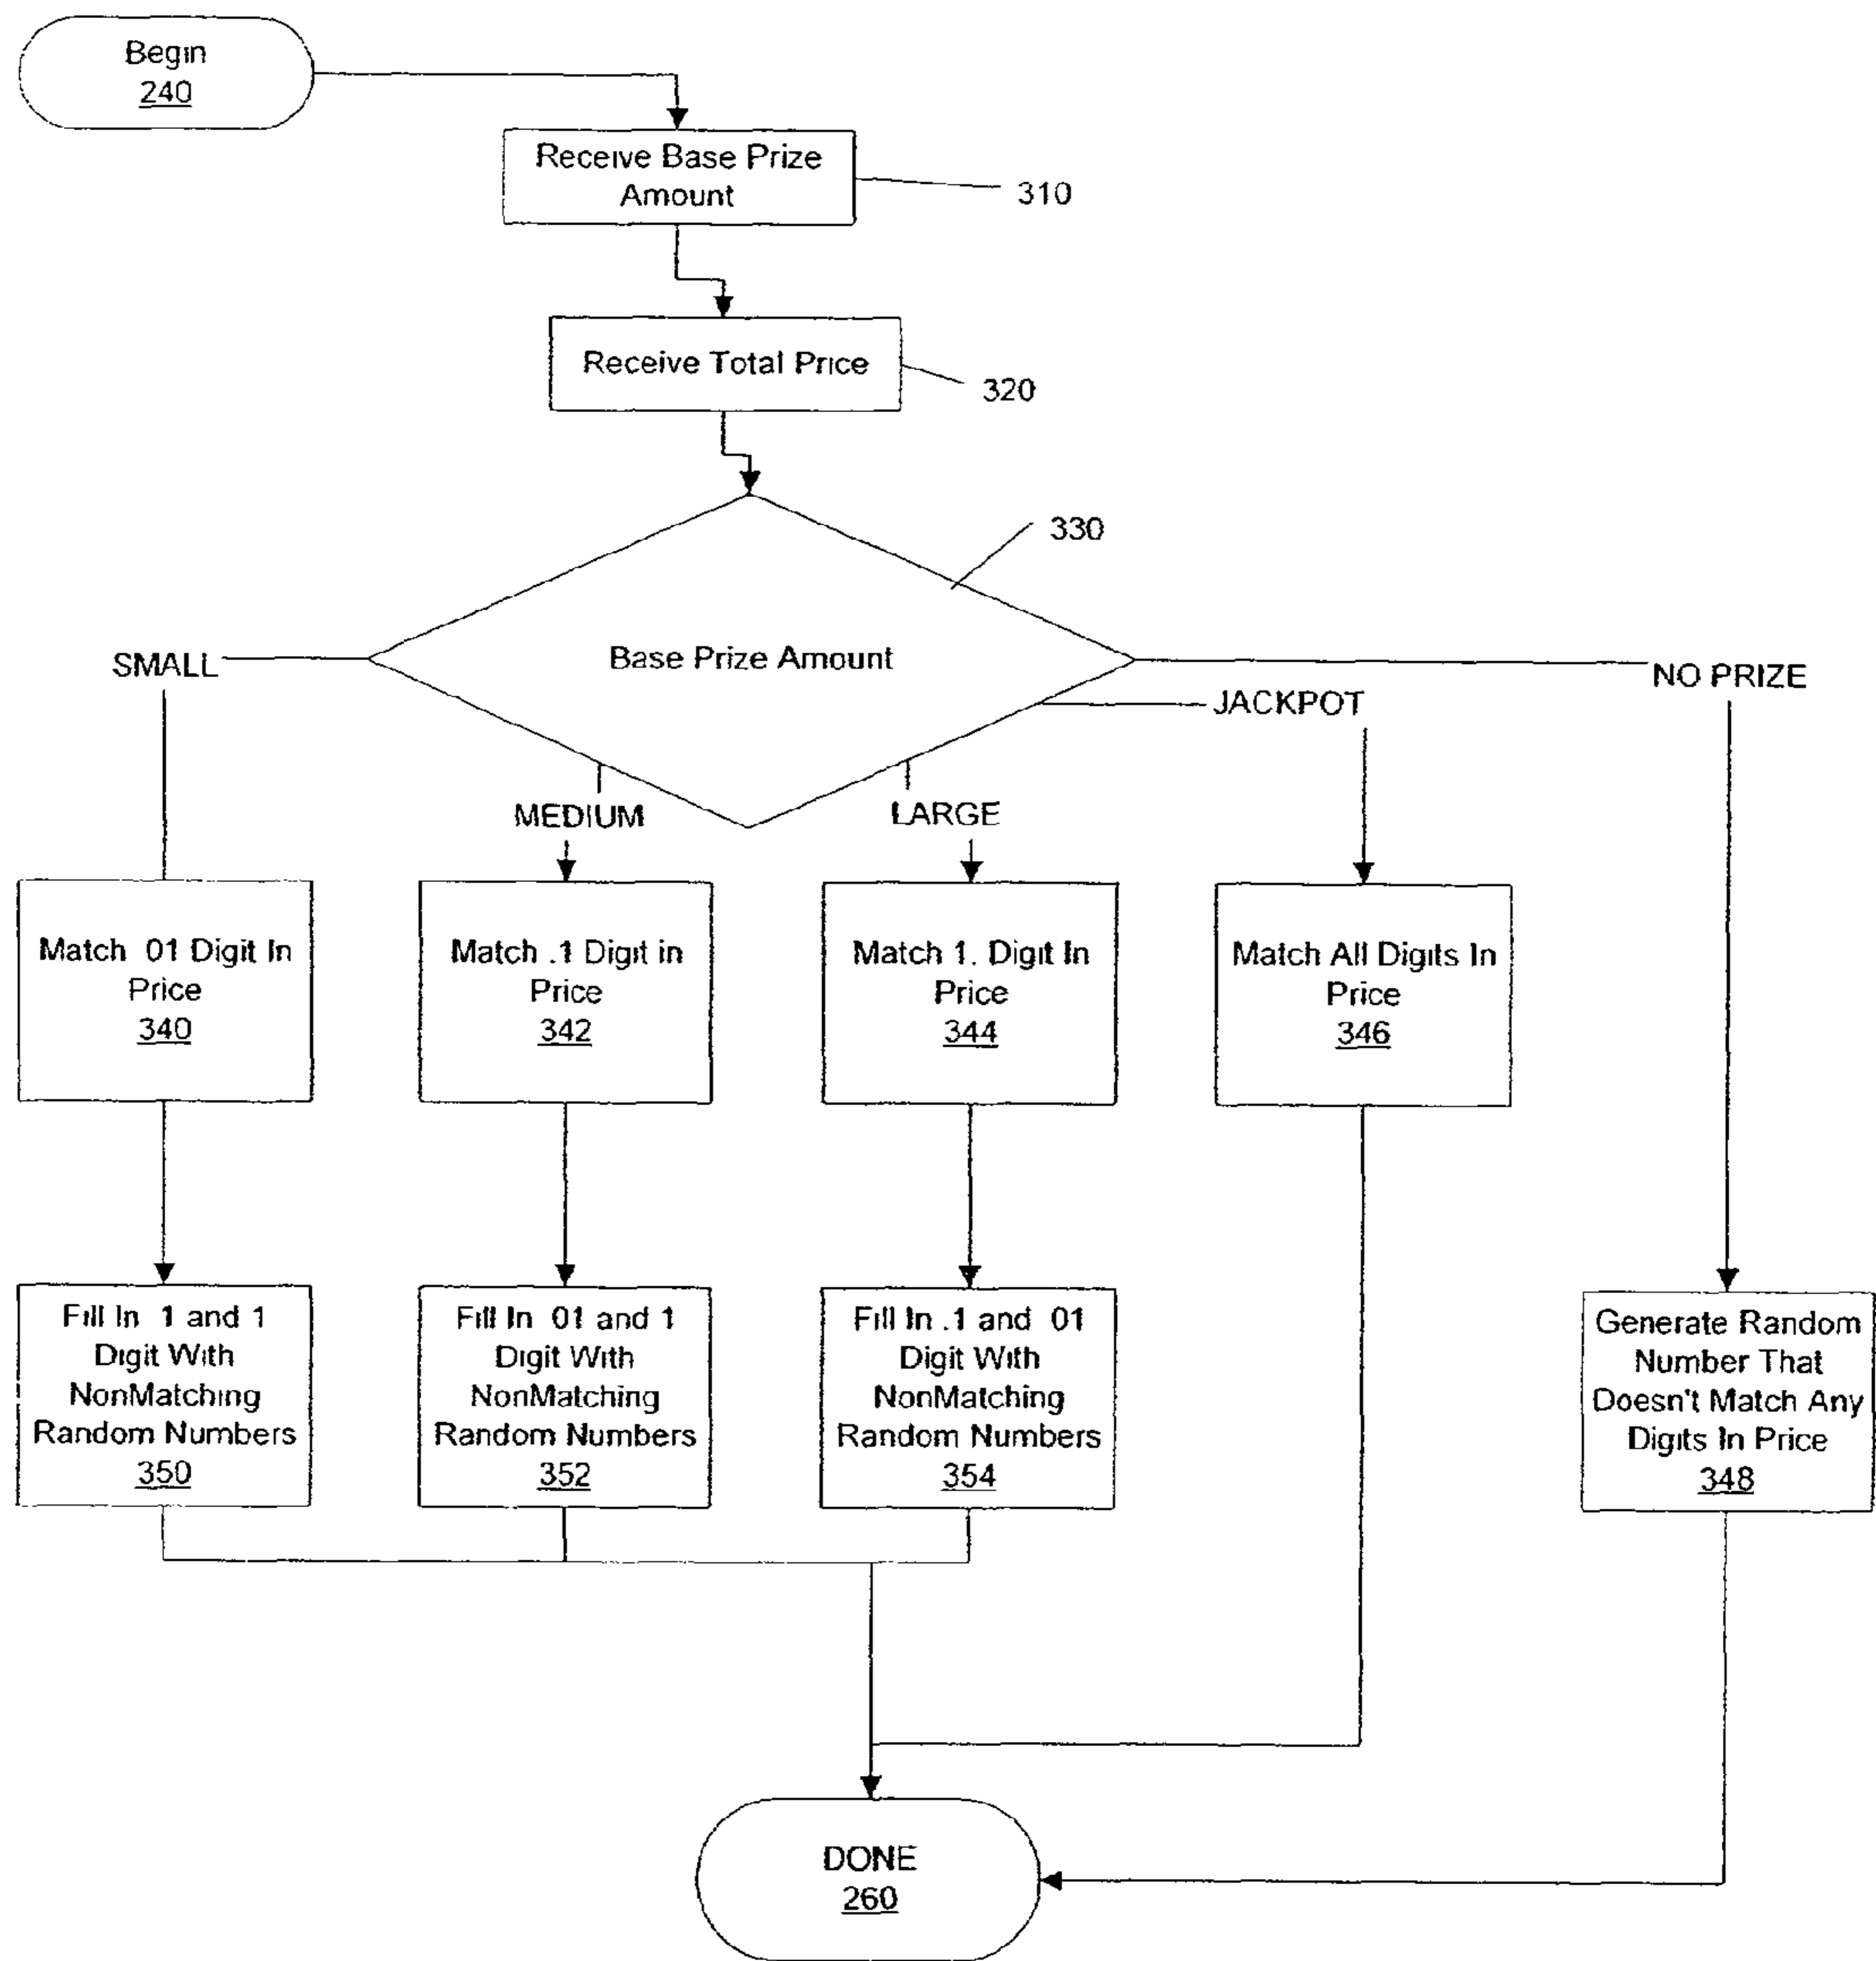 Begin
240
Receive Base Prize
Amount
310
Receive Total Price
320
330
Base Prize Amount
SMALL
NO PRIZE
JACKPOT
MEDIUM
LARGE
Match 01 Digit In
Price
340
Match .1 Digit in
Price
342
Match 1. Digit In
Price
344
Match All Digits In
Price
346
Fill In 1 and 1
Digit With
NonMatching
Random Numbers
350
Fill In 01 and 1
Digit With
NonMatching
Random Numbers
352
Fill In .1 and 01
Digit With
NonMatching
Random Numbers
354
Generate Random
Number That
Doesn't Match Any
Digits In Price
348
DONE
260